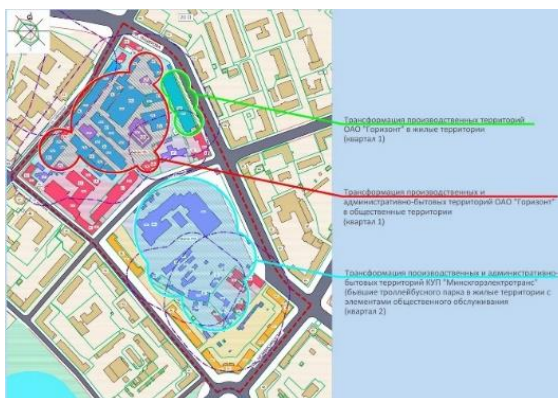 Трансформация производственных территорий
ОАО "Горизонт" в жилые территории
(квартал 1)
Трансформация производственных и
административно-бытовых территорий ОАО "Горизонт"
в общественные территории
(квартал 1)
Трансформация производственных и административно-
бытовых территорий КУП "Минскгорэлектротранс"
(бывшие троллейбусного парка в жилые территории с
элементами общественного обслуживания
(квартал 2)